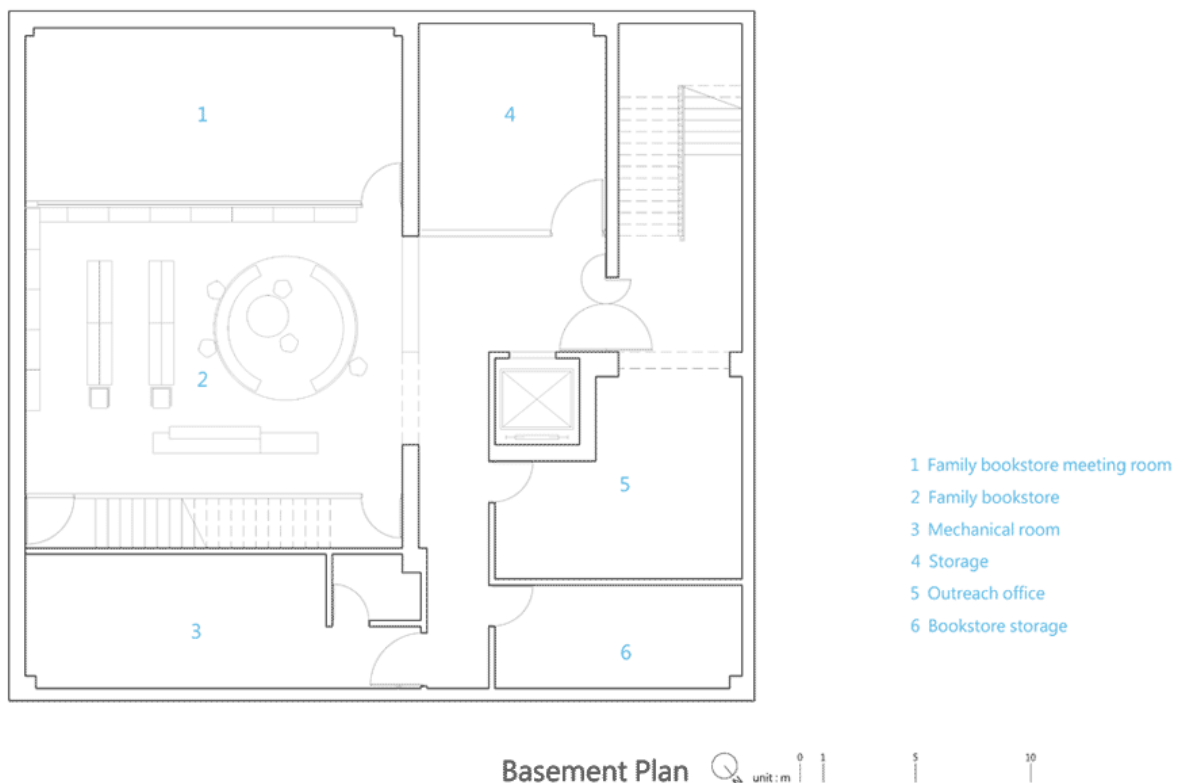 1
4
2
5
3
6
1 Family bookstore meeting room
2 Family bookstore
3 Mechanical room
4 Storage
5 Outreach office
6 Bookstore storage
Basement Plan unit : m 0 1 5 10